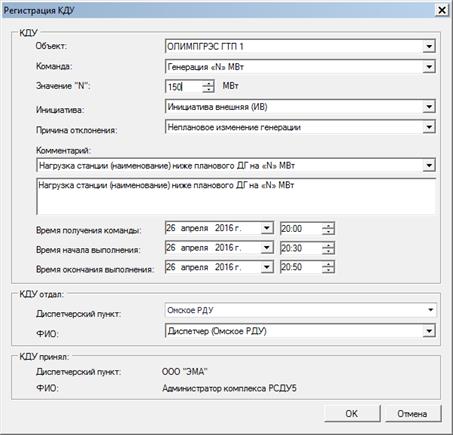 Регистрация КДУ
КДУ
Объект: ОЛИМПГРЭС ГТП 1
Команда: Генерация «N» МВт
Значение "N": 150 МВт
Инициатива: Инициатива внешняя (ИВ)
Причина отклонения: Неплановое изменение генерации
Комментарий:
Нагрузка станции (наименование) ниже планового ДГ на «N» МВт
Нагрузка станции (наименование) ниже планового ДГ на «N» МВт
Время получения команды: 26 апреля 2016 г. 20:00
Время начала выполнения: 26 апреля 2016 г. 20:30
Время окончания выполнения: 26 апреля 2016 г. 20:50
КДУ отдал:
Диспетчерский пункт: Омское РДУ
ФИО: Диспетчер (Омское РДУ)
КДУ принял:
Диспетчерский пункт: ООО "ЭМА"
ФИО: Администратор комплекса РСДУ5
OK Отмена